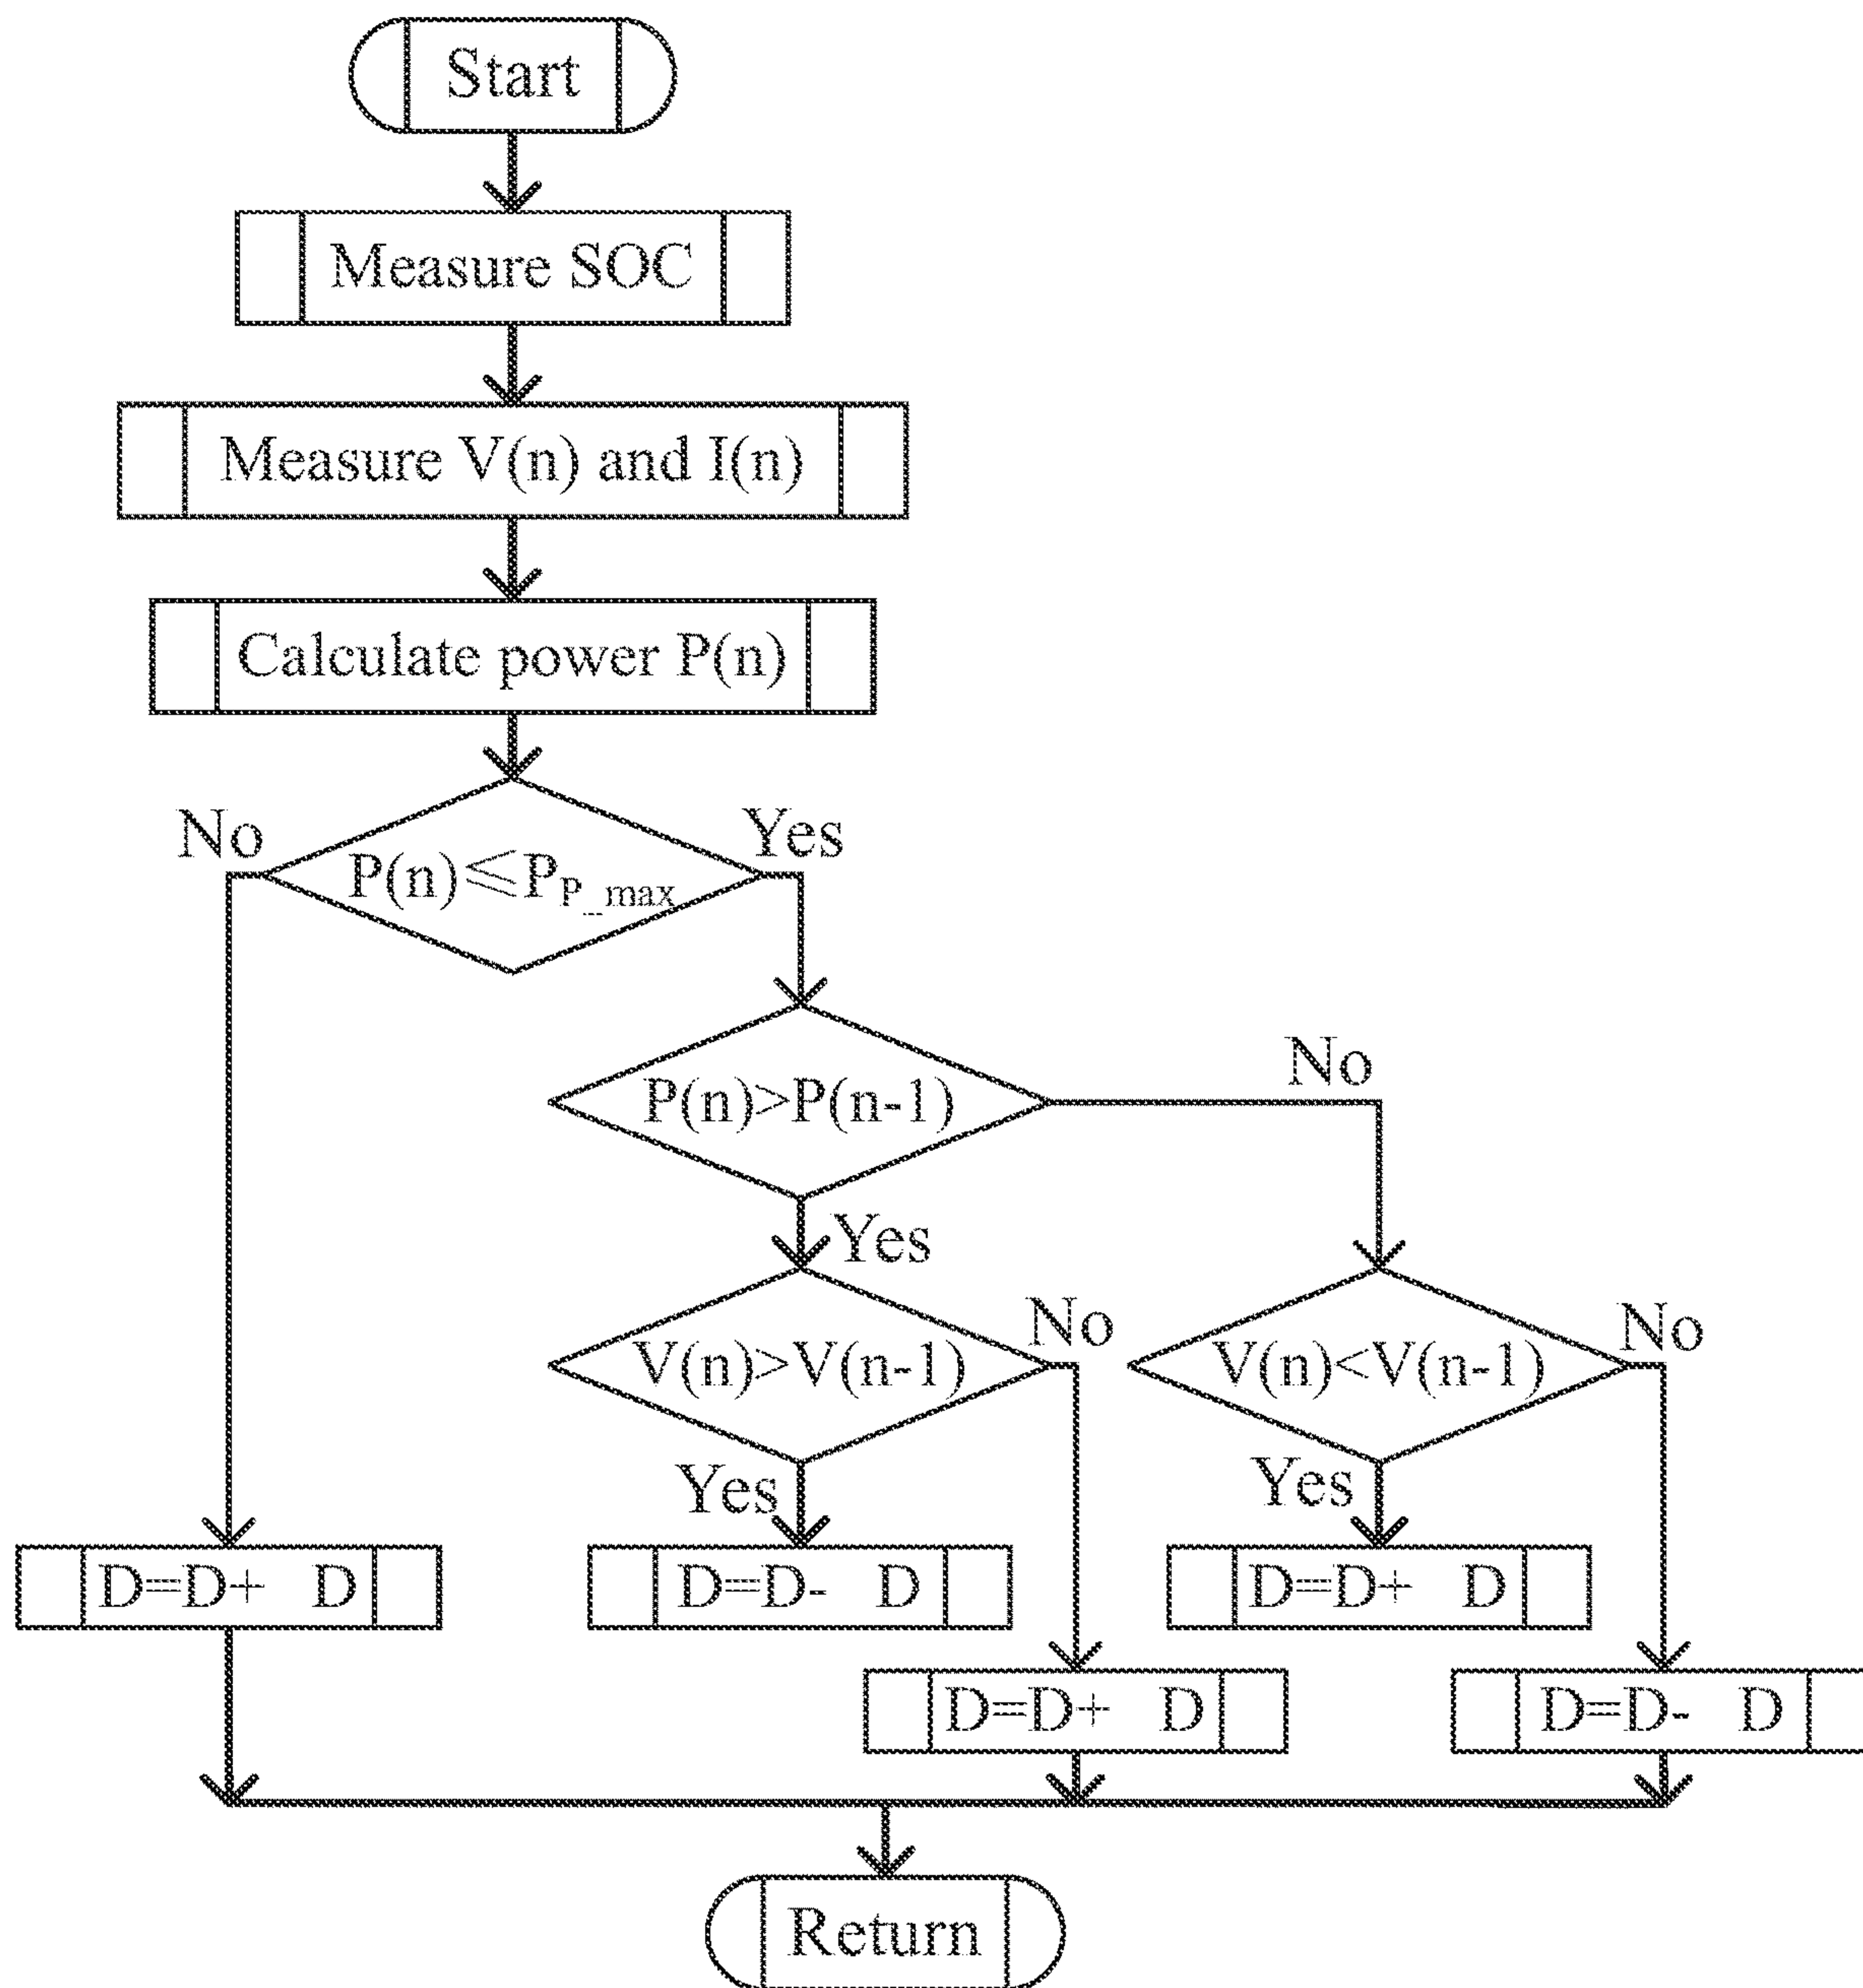 Start
Measure SOC
Measure V(n) and I(n)
Calculate power P(n)
No
Yes
P(n)≤P_P_max
P(n)>P(n-1)
No
Yes
V(n)>V(n-1)
No
V(n)<V(n-1)
No
Yes
Yes
D=D+ D
D=D- D
D=D+ D
D=D+ D
D=D- D
Return